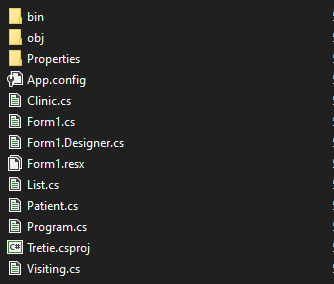 bin
obj
Properties
App.config
Clinic.cs
Form1.cs
Form1.Designer.cs
Form1.resx
List.cs
Patient.cs
Program.cs
Tretie.csproj
Visiting.cs